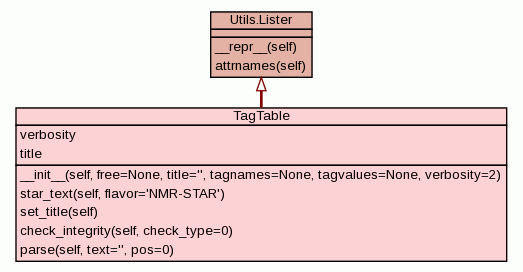 Utils.Lister
__repr__(self)
attrnames(self)
TagTable
verbosity
title
__init__(self, free=None, title='', tagnames=None, tagvalues=None, verbosity=2)
star_text(self, flavor='NMR-STAR')
set_title(self)
check_integrity(self, check_type=0)
parse(self, text='', pos=0)